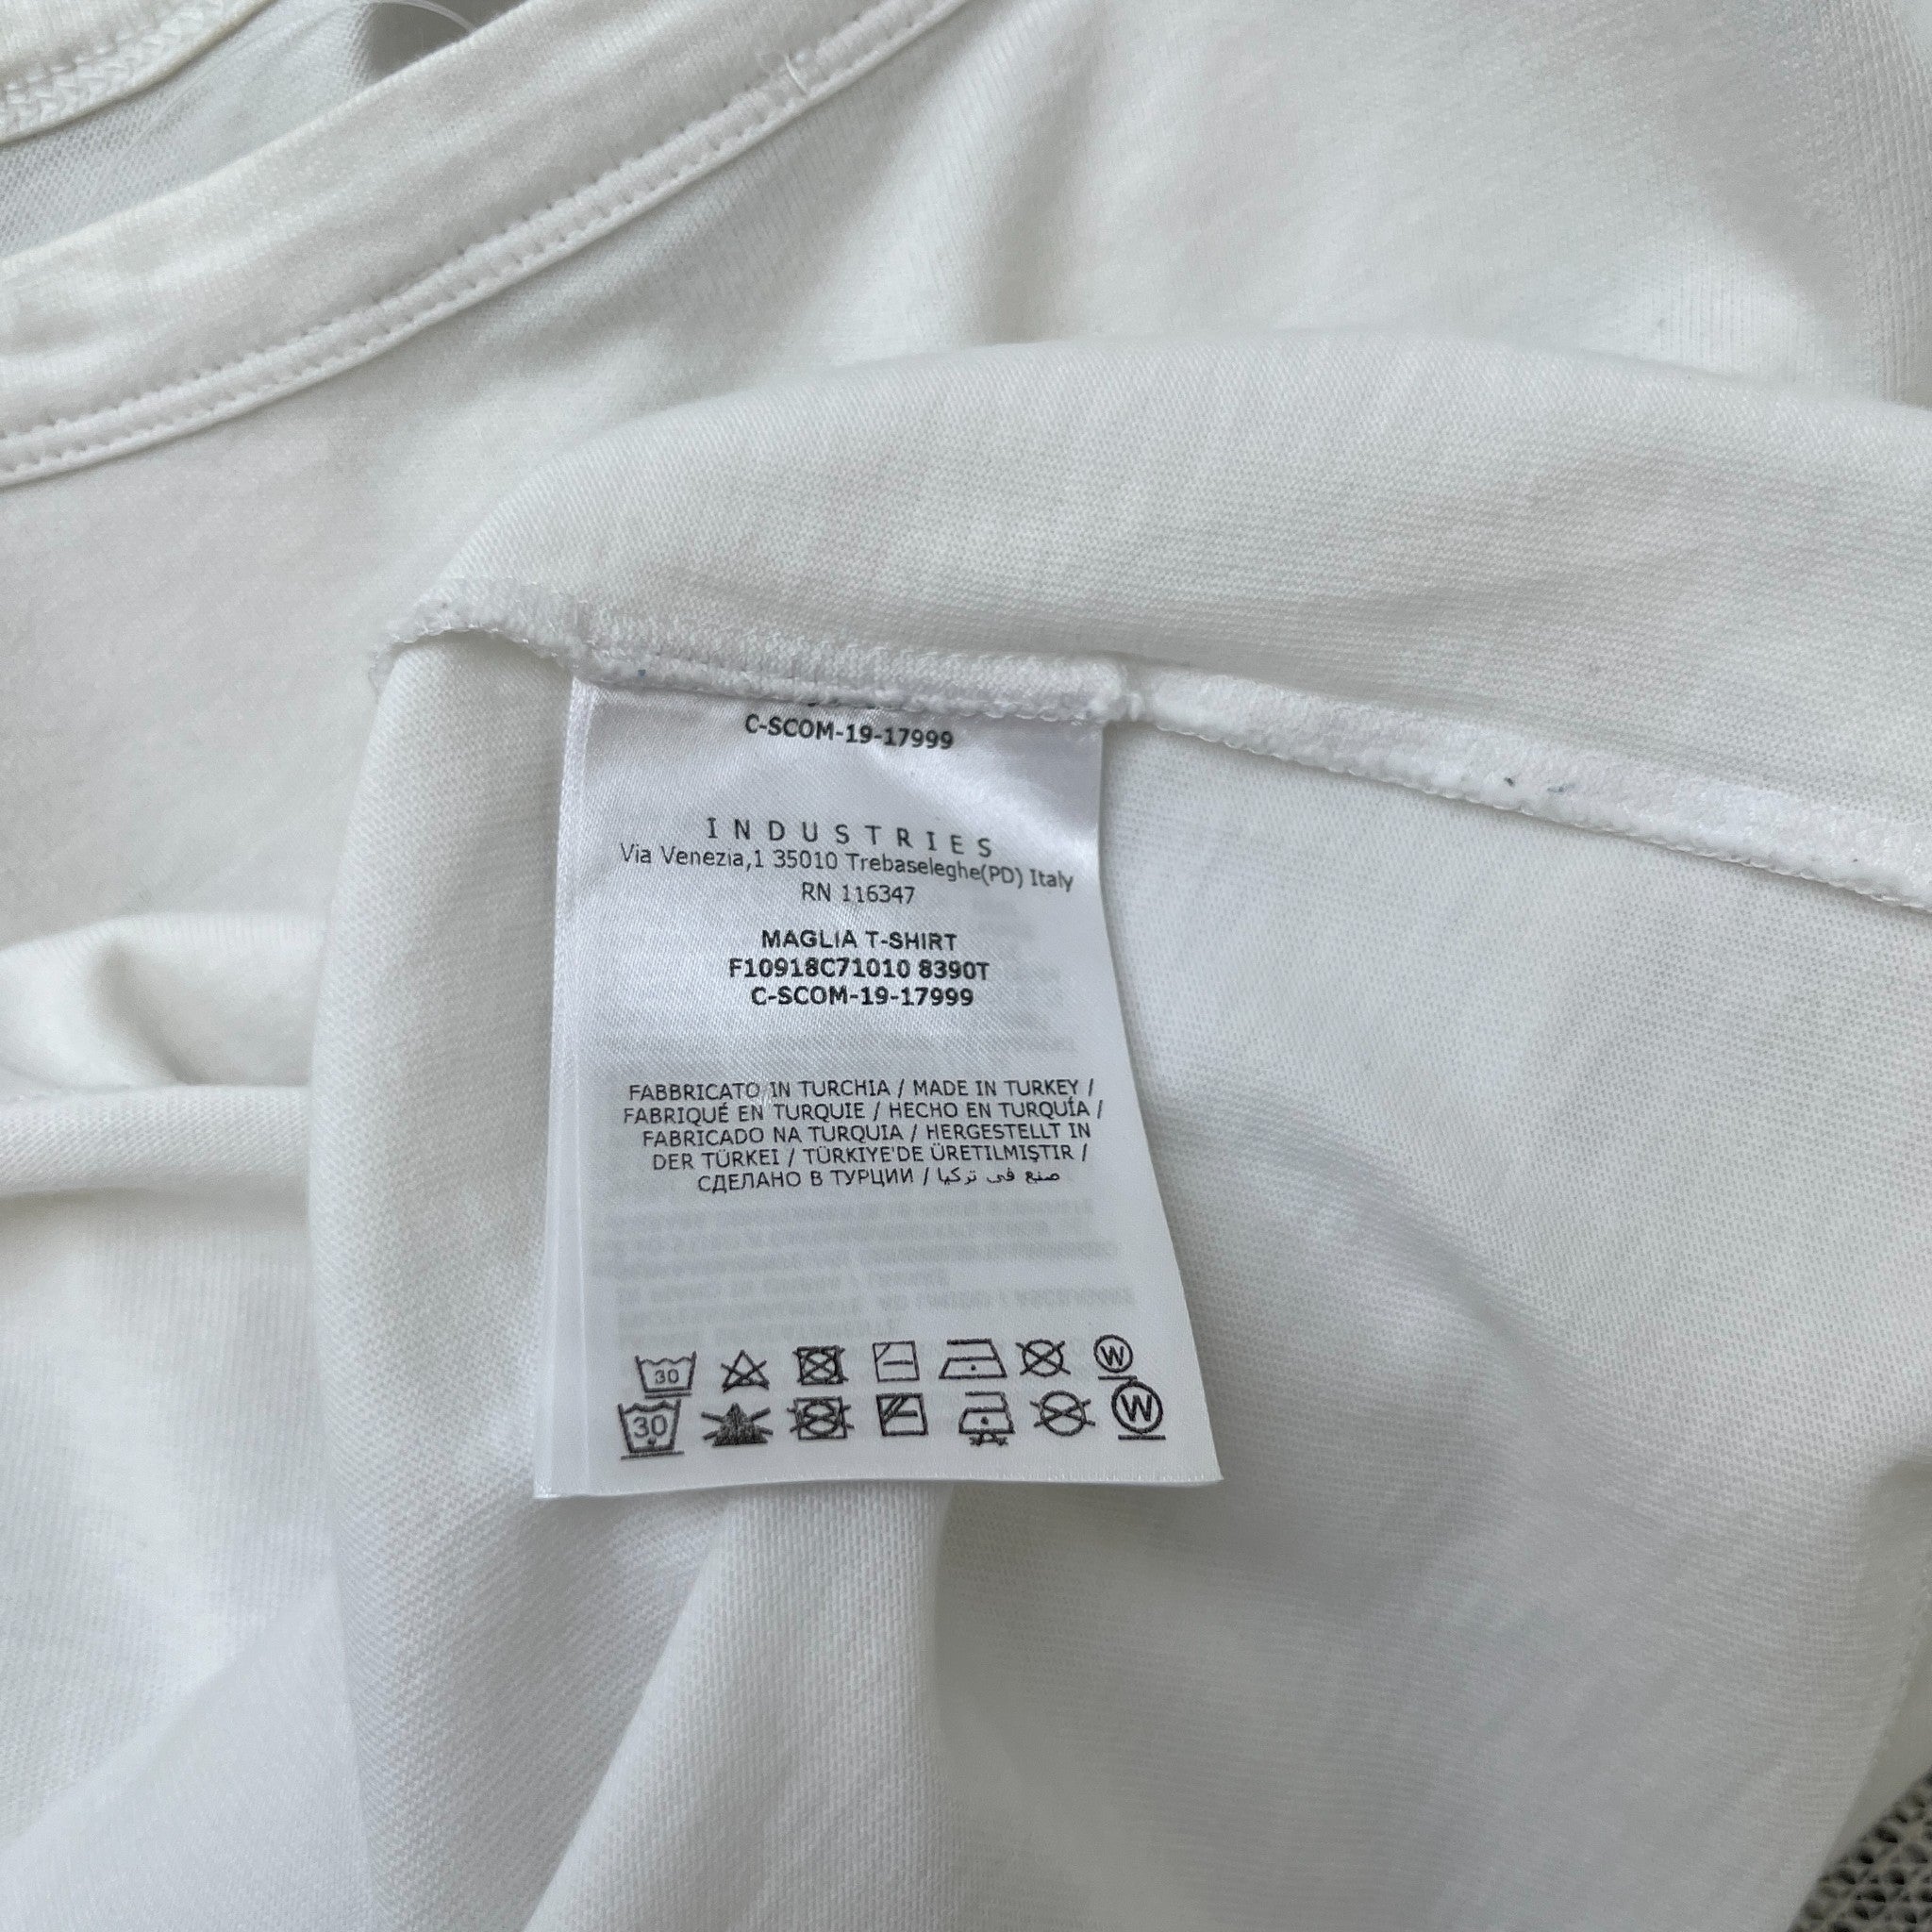 C-SCOM-19-17999
INDUSTRIES
Via Venezia,1 35010 Trebaseleghe(PD) Italy
RN 116347
MAGLIA T-SHIRT
F10918C71010 8390T
C-SCOM-19-17999
FABBRICATO IN TURCHIA / MADE IN TURKEY /
FABRIQUÉ EN TURQUIE / HECHO EN TURQUÍA /
FABRICADO NA TURQUIA / HERGESTELLT IN
DER TÜRKEI / TÜRKIYE'DE ÜRETILMIŞTIR /
СДЕЛАНО В ТУРЦИИ / صنع في تركيا
30 W
30 W